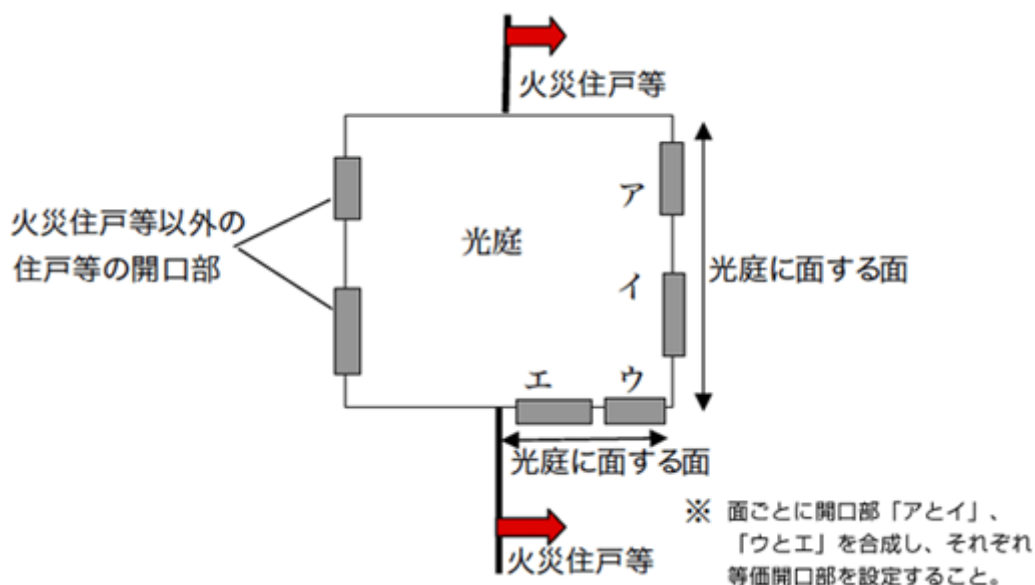 火災住戸等
ア
火災住戸等以外の
住戸等の開口部
光庭
光庭に面する面
イ
エ
ウ
光庭に面する面
※ 面ごとに開口部「アとイ」、
「ウとエ」を合成し、それぞれ
等価開口部を設定すること。
火災住戸等